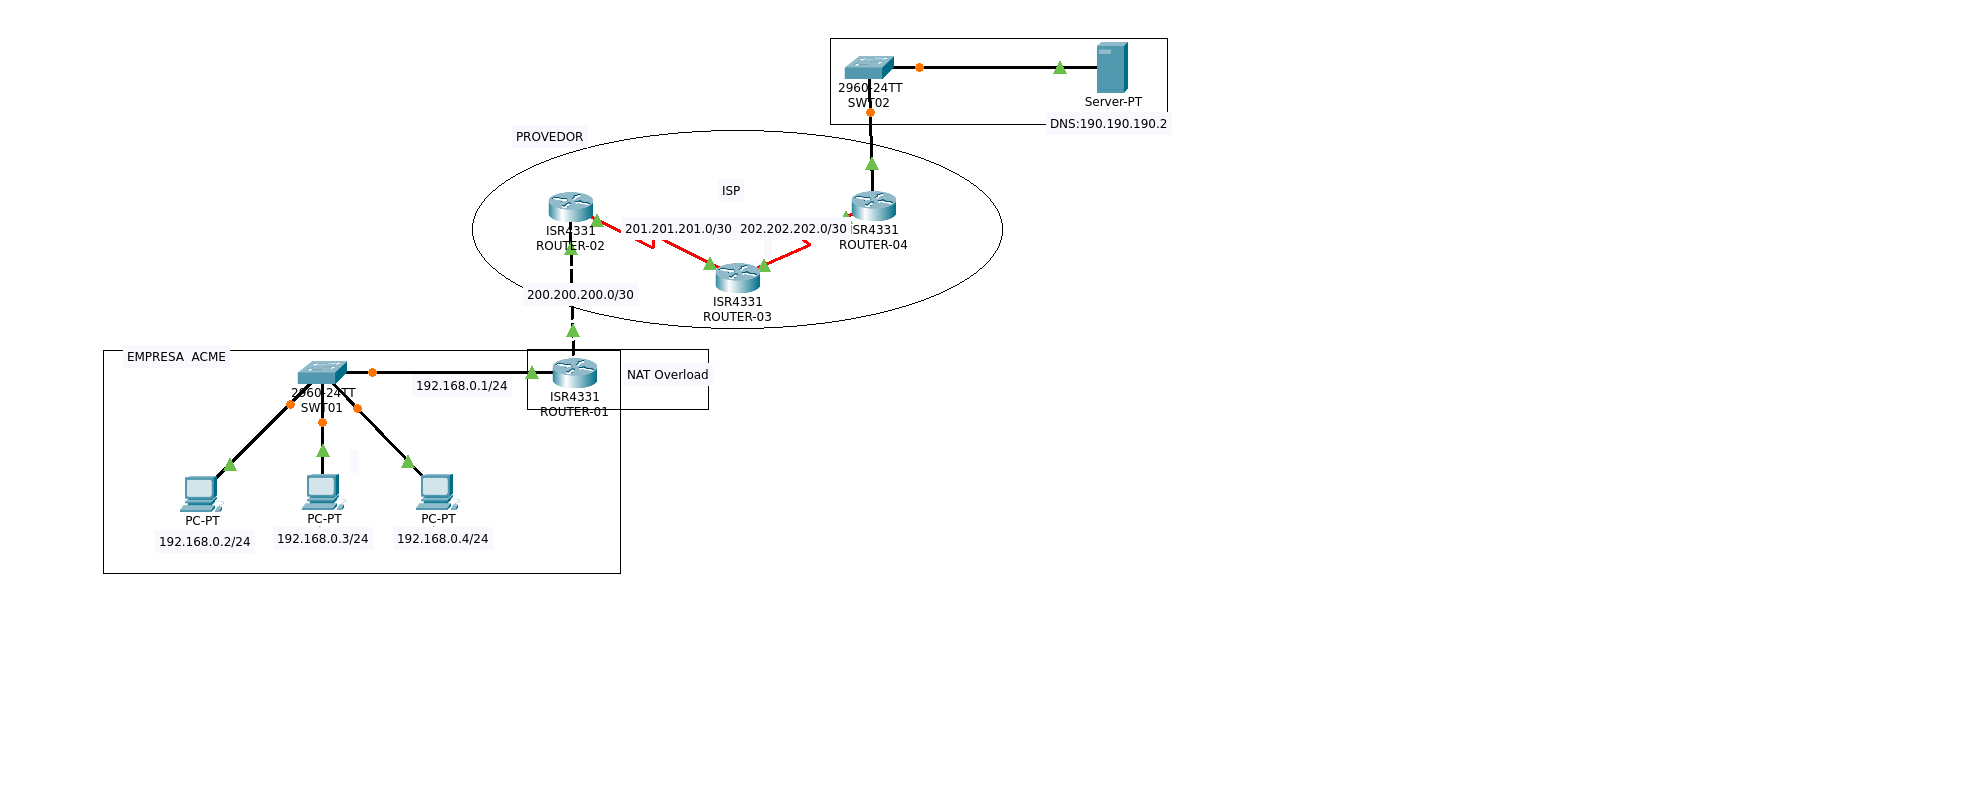 2960-24TT
SWT02
Server-PT
DNS:190.190.190.2
PROVEDOR
ISP
ISR4331
ROUTER-02
201.201.201.0/30
202.202.202.0/30
SR4331
ROUTER-04
200.200.200.0/30
ISR4331
ROUTER-03
EMPRESA ACME
2960-24TT
SWT01
192.168.0.1/24
ISR4331
ROUTER-01
NAT Overload
PC-PT
192.168.0.2/24
PC-PT
192.168.0.3/24
PC-PT
192.168.0.4/24